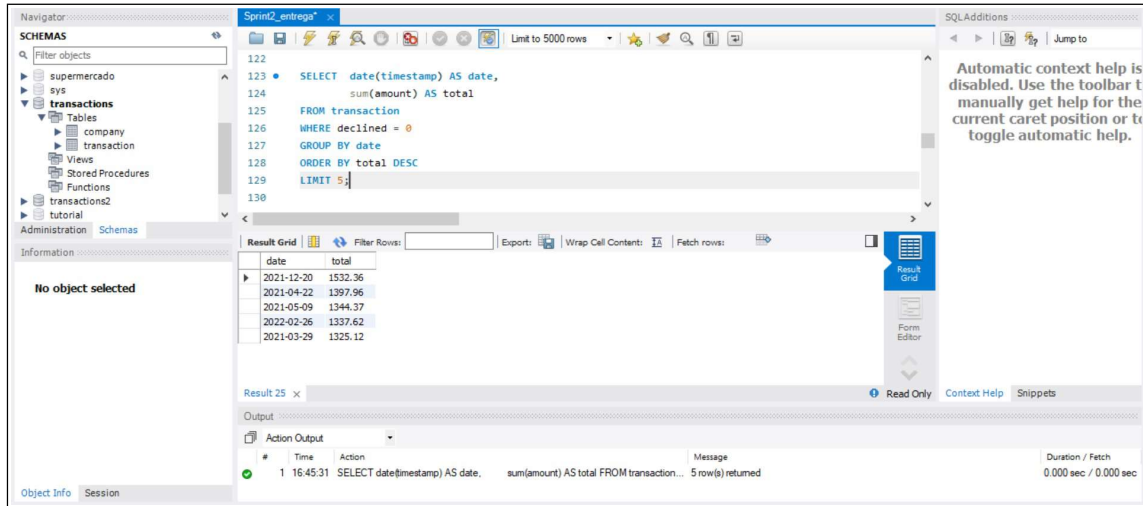 Navigator
SCHEMAS
Filter objects
supermercado
sys
transactions
Tables
company
transaction
Views
Stored Procedures
Functions
transactions2
tutorial
Administration Schemas
Information
No object selected
Object Info Session
Sprint2_entrega*
Limit to 5000 rows
122
123 SELECT date(timestamp) AS date,
124 sum(amount) AS total
125 FROM transaction
126 WHERE declined = 0
127 GROUP BY date
128 ORDER BY total DESC
129 LIMIT 5;
130
Result Grid Filter Rows: Export: Wrap Cell Content: Fetch rows:
date total
2021-12-20 1532.36
2021-04-22 1397.96
2021-05-09 1344.37
2022-02-26 1337.62
2021-03-29 1325.12
Result
Grid
Form
Editor
Result 25 Read Only
Output
Action Output
# Time Action Message Duration / Fetch
1 16:45:31 SELECT date(timestamp) AS date, sum(amount) AS total FROM transaction... 5 row(s) returned 0.000 sec / 0.000 sec
SQLAdditions
Jump to
Automatic context help is
disabled. Use the toolbar t
manually get help for the
current caret position or to
toggle automatic help.
Context Help Snippets